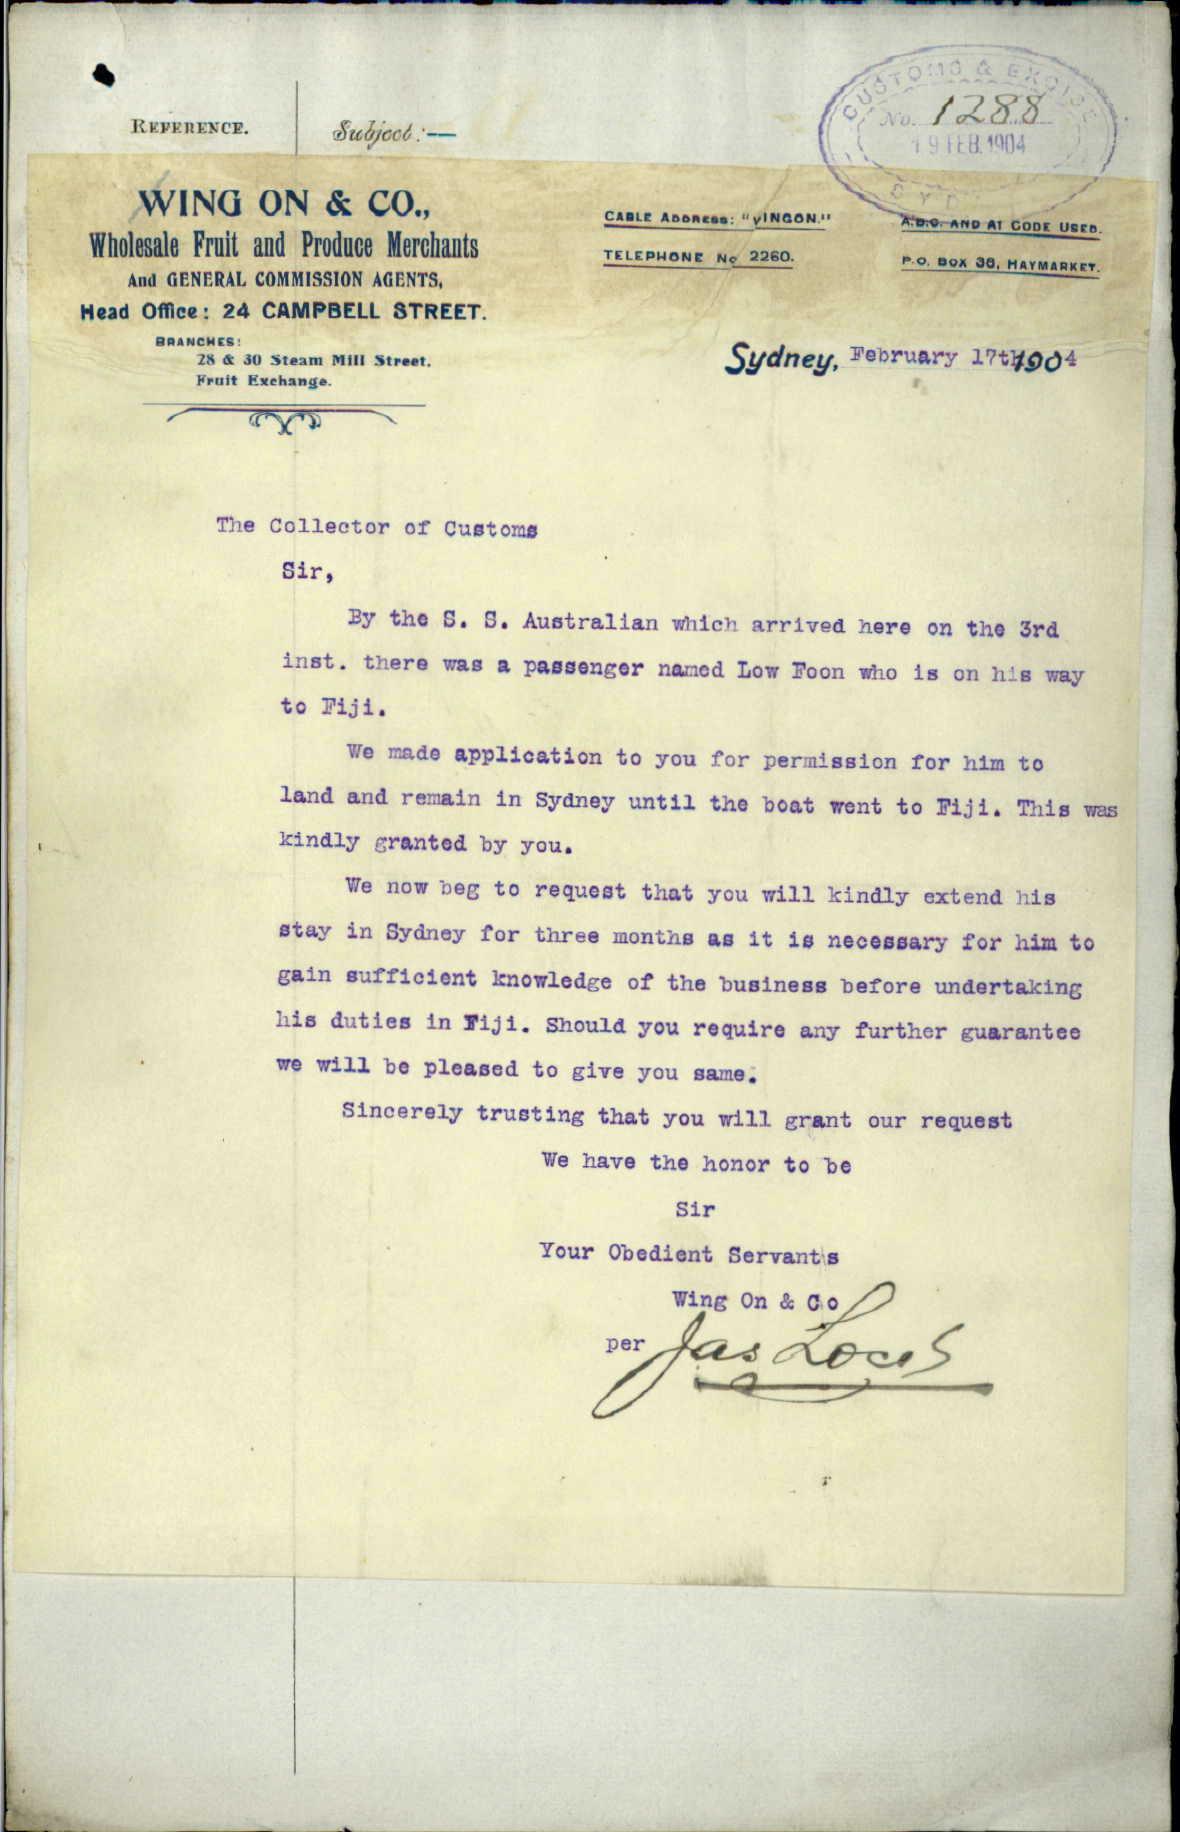 REFERENCE.
Subject:—
CUSTOMS & EXCISE
No. 1288
19 FEB. 1904
WING ON & CO.,
Wholesale Fruit and Produce Merchants
And GENERAL COMMISSION AGENTS,
Head Office: 24 CAMPBELL STREET.
BRANCHES:
28 & 30 Steam Mill Street.
Fruit Exchange.
CABLE ADDRESS: "yINGON."
TELEPHONE No 2260.
A.B.C. AND A1 CODE USED.
P.O. BOX 36, HAYMARKET.
Sydney, February 17th 1904
The Collector of Customs
Sir,
By the S. S. Australian which arrived here on the 3rd
inst. there was a passenger named Low Foon who is on his way
to Fiji.
We made application to you for permission for him to
land and remain in Sydney until the boat went to Fiji. This was
kindly granted by you.
We now beg to request that you will kindly extend his
stay in Sydney for three months as it is necessary for him to
gain sufficient knowledge of the business before undertaking
his duties in Fiji. Should you require any further guarantee
we will be pleased to give you same.
Sincerely trusting that you will grant our request
We have the honor to be
Sir
Your Obedient Servants
Wing On & Co
per Jas